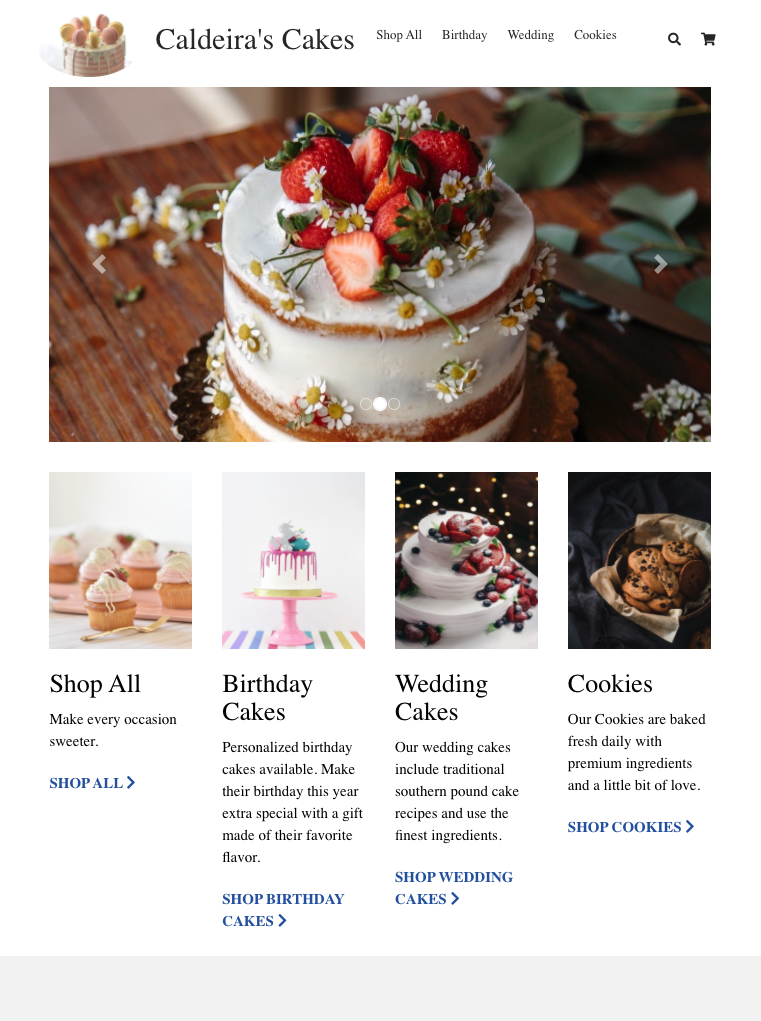 Caldeira's Cakes
Shop All
Birthday
Wedding
Cookies
Shop All
Make every occasion
sweeter.
SHOP ALL
Birthday
Cakes
Personalized birthday
cakes available. Make
their birthday this year
extra special with a gift
made of their favorite
flavor.
SHOP BIRTHDAY
CAKES
Wedding
Cakes
Our wedding cakes
include traditional
southern pound cake
recipes and use the
finest ingredients.
SHOP WEDDING
CAKES
Cookies
Our Cookies are baked
fresh daily with
premium ingredients
and a little bit of love.
SHOP COOKIES